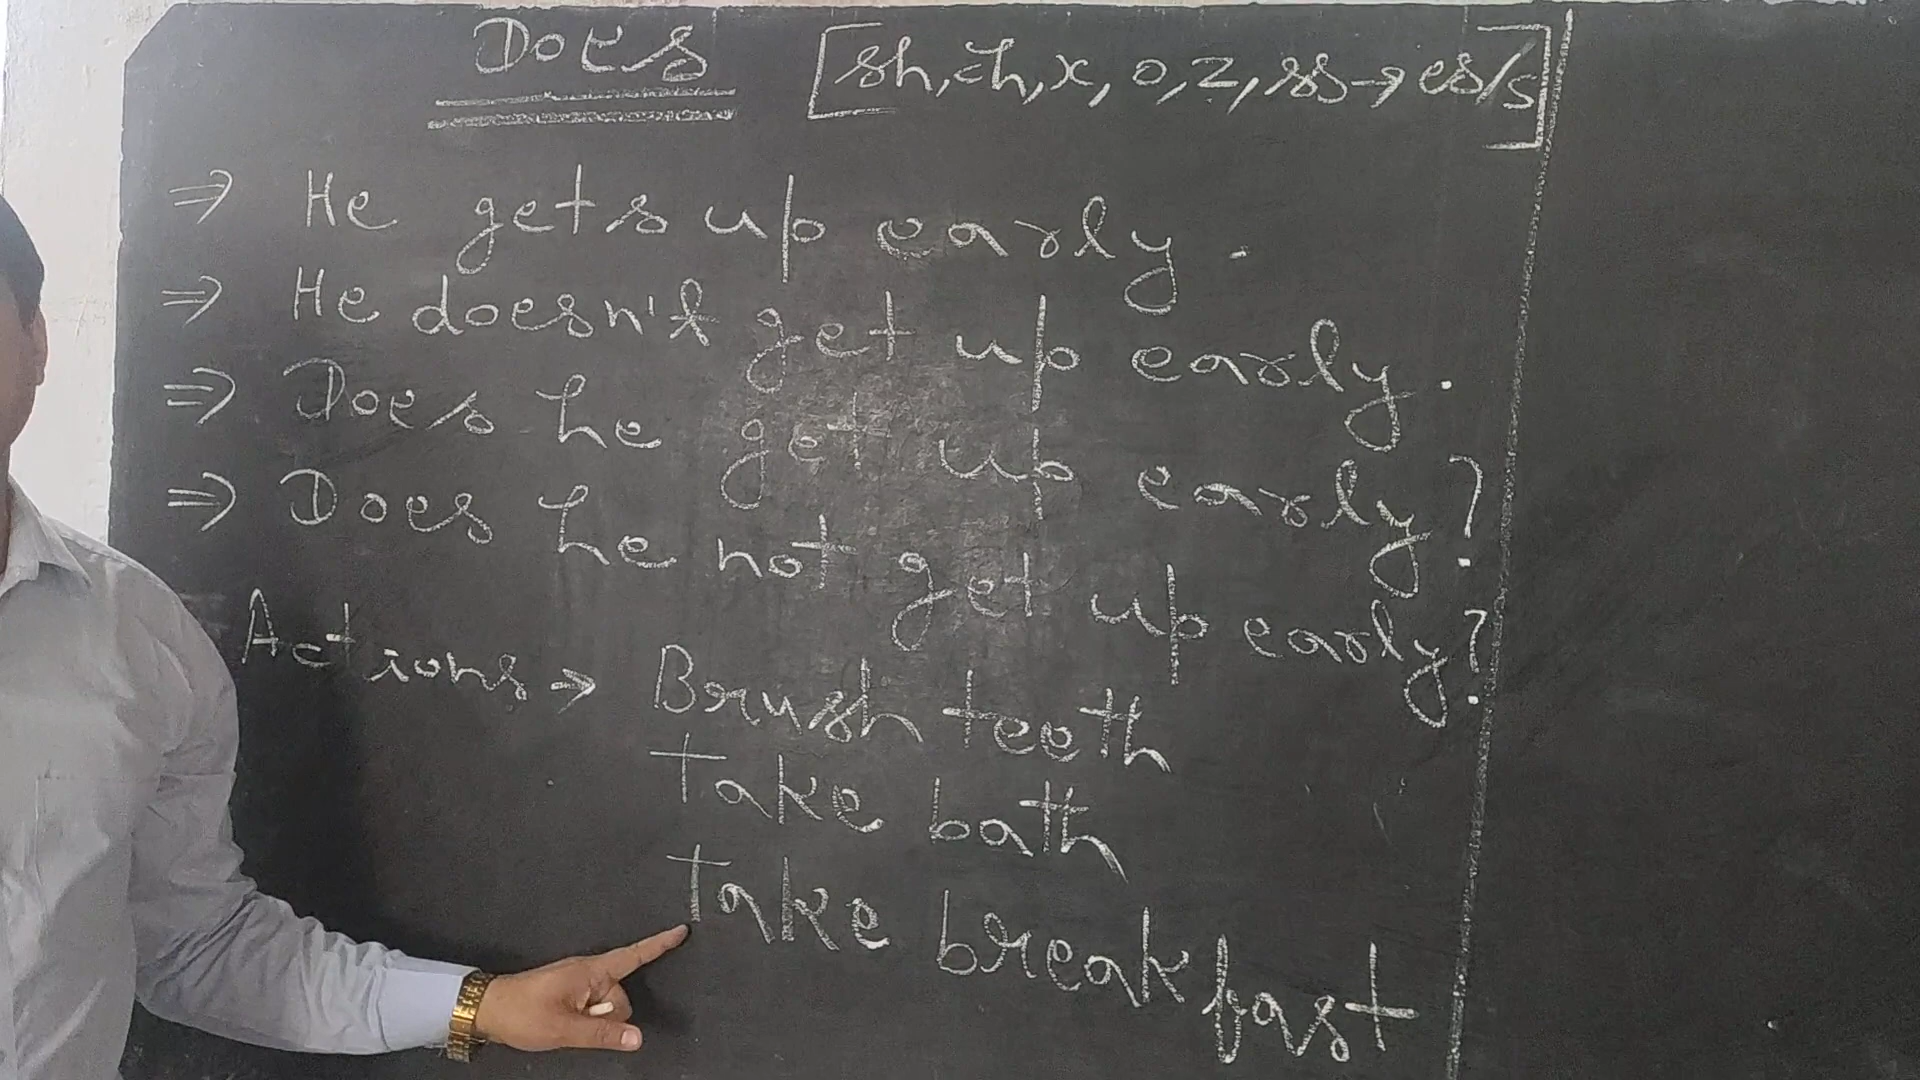 Does [sh, ch, x, o, z, ss → es/s]
⇒ He gets up early.
⇒ He doesn't get up early.
⇒ Does he get up early?
⇒ Does he not get up early?
Actions → Brush teeth
Take bath
Take breakfast